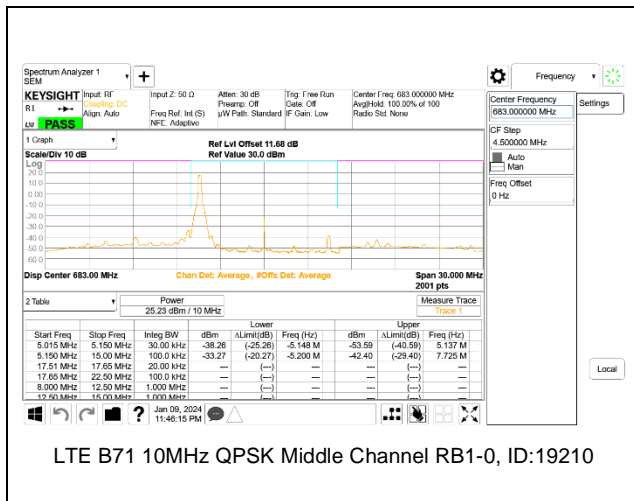 Spectrum Analyzer 1
SEM
KEYSIGHT Input: RF Input Z: 50 Ω Atten: 30 dB Trig: Free Run Center Freq: 683.000000 MHz
Coupling: DC Preamp: Off Gate: Off Avg|Hold: 100.00% of 100
Align: Auto Freq Ref: Int (S) µW Path: Standard IF Gain: Low Radio Std: None
NFE: Adaptive
PASS
Frequency
Center Frequency
683.000000 MHz
Settings
CF Step
4.500000 MHz
Auto
Man
Freq Offset
0 Hz
Local
1 Graph
Ref Lvl Offset 11.68 dB
Scale/Div 10 dB Ref Value 30.0 dBm
Log
20.0
10.0
0.00
-10.0
-20.0
-30.0
-40.0
-50.0
-60.0
Disp Center 683.00 MHz Chan Det: Average, #Offs Det: Average Span 30.000 MHz
2001 pts
2 Table Power Measure Trace
25.23 dBm / 10 MHz Trace 1
Lower Upper
Start Freq Stop Freq Integ BW dBm ΔLimit(dB) Freq (Hz) dBm ΔLimit(dB) Freq (Hz)
5.015 MHz 5.150 MHz 30.00 kHz -38.26 (-25.26) -5.148 M -53.59 (-40.59) 5.137 M
5.150 MHz 15.00 MHz 100.0 kHz -33.27 (-20.27) -5.200 M -42.40 (-29.40) 7.725 M
17.51 MHz 17.65 MHz 20.00 kHz --- (---) --- --- (---) ---
17.65 MHz 22.50 MHz 100.0 kHz --- (---) --- --- (---) ---
8.000 MHz 12.50 MHz 1.000 MHz --- (---) --- --- (---) ---
12.50 MHz 15.00 MHz 1.000 MHz --- (---) --- --- (---) ---
Jan 09, 2024
11:46:15 PM
LTE B71 10MHz QPSK Middle Channel RB1-0, ID:19210